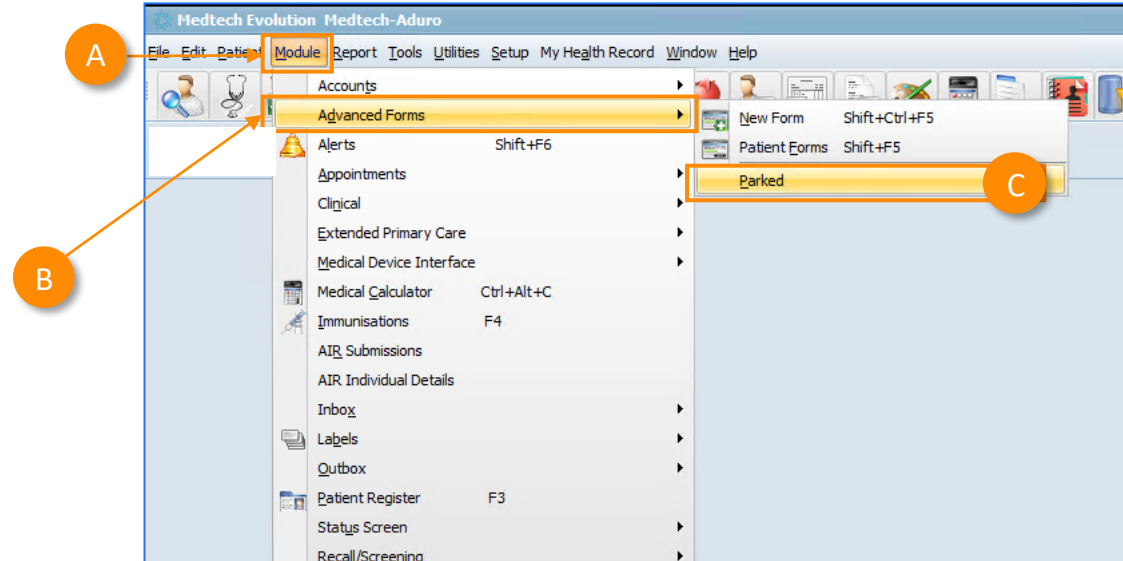 Medtech Evolution Medtech-Aduro
A
File Edit Patient Module Report Tools Utilities Setup My Health Record Window Help
Accounts
Advanced Forms
New Form Shift+Ctrl+F5
Alerts Shift+F6
Patient Forms Shift+F5
Appointments
Parked
C
Clinical
Extended Primary Care
Medical Device Interface
B
Medical Calculator Ctrl+Alt+C
Immunisations F4
AIR Submissions
AIR Individual Details
Inbox
Labels
Outbox
Patient Register F3
Status Screen
Recall/Screening